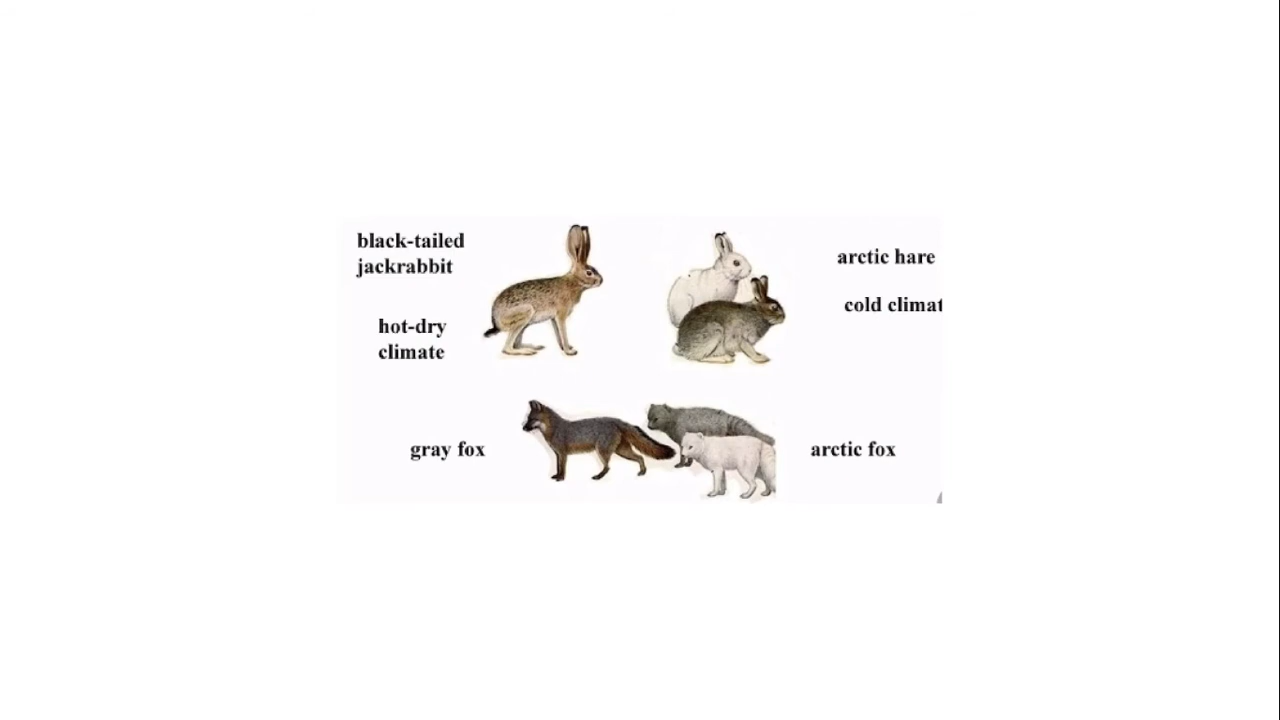 black-tailed
jackrabbit
arctic hare
cold climat
hot-dry
climate
gray fox
arctic fox